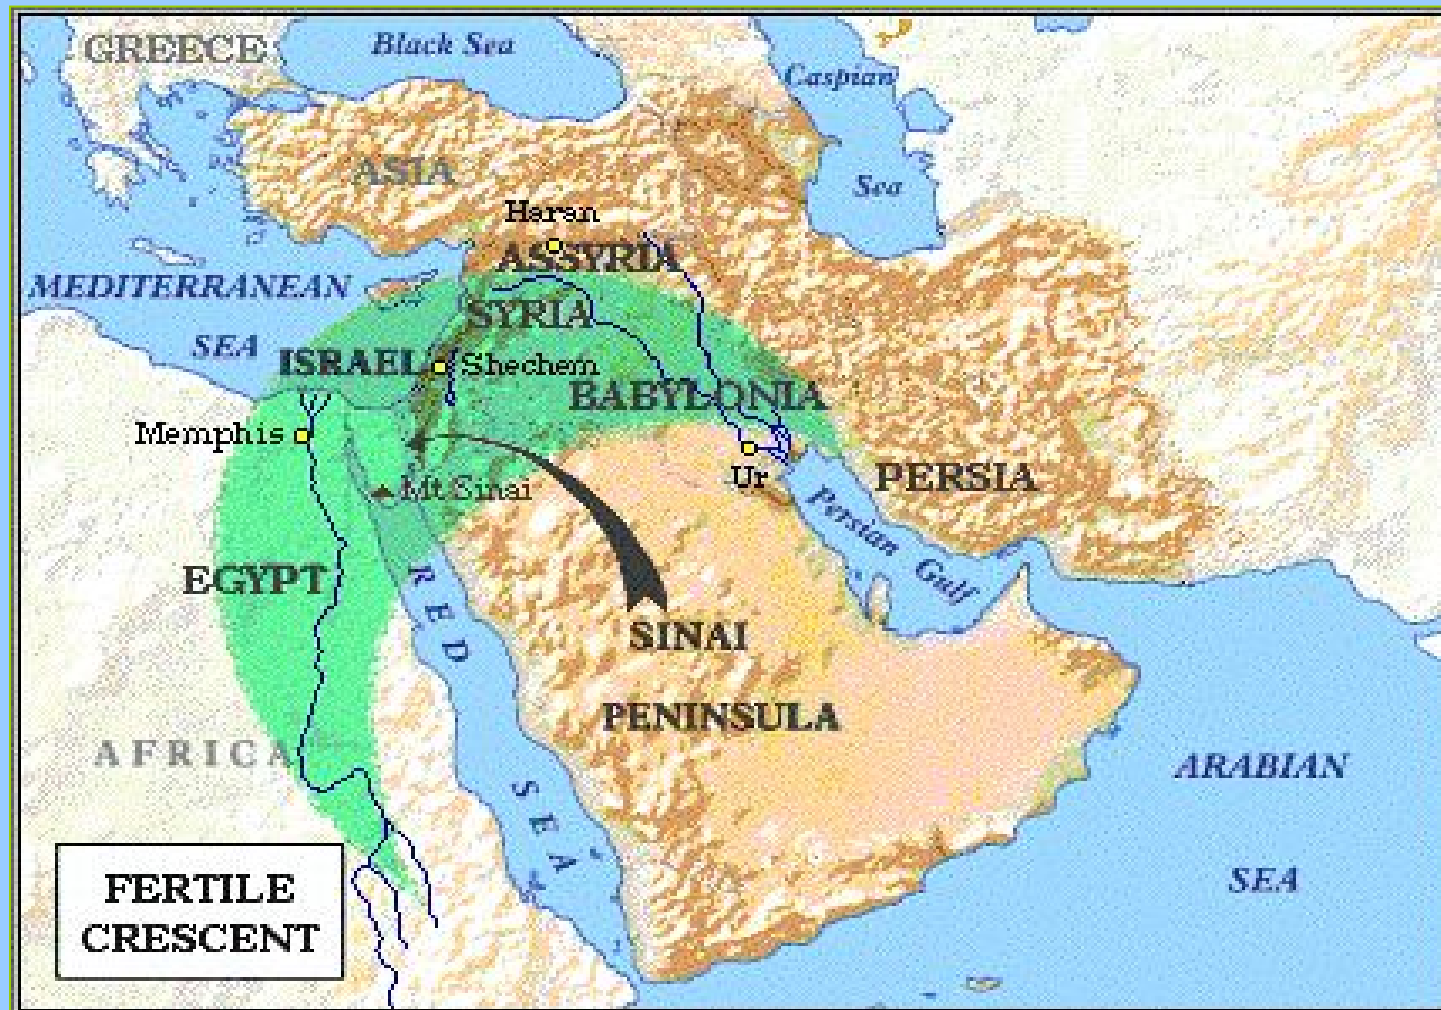 GREECE
Black Sea
Caspian
Sea
ASIA
Haran
ASSYRIA
MEDITERRANEAN
SEA
SYRIA
ISRAEL
Shechem
BABYLONIA
Memphis
Ur
PERSIA
Mt Sinai
Persian Gulf
EGYPT
RED SEA
SINAI
PENINSULA
AFRICA
ARABIAN
SEA
FERTILE
CRESCENT